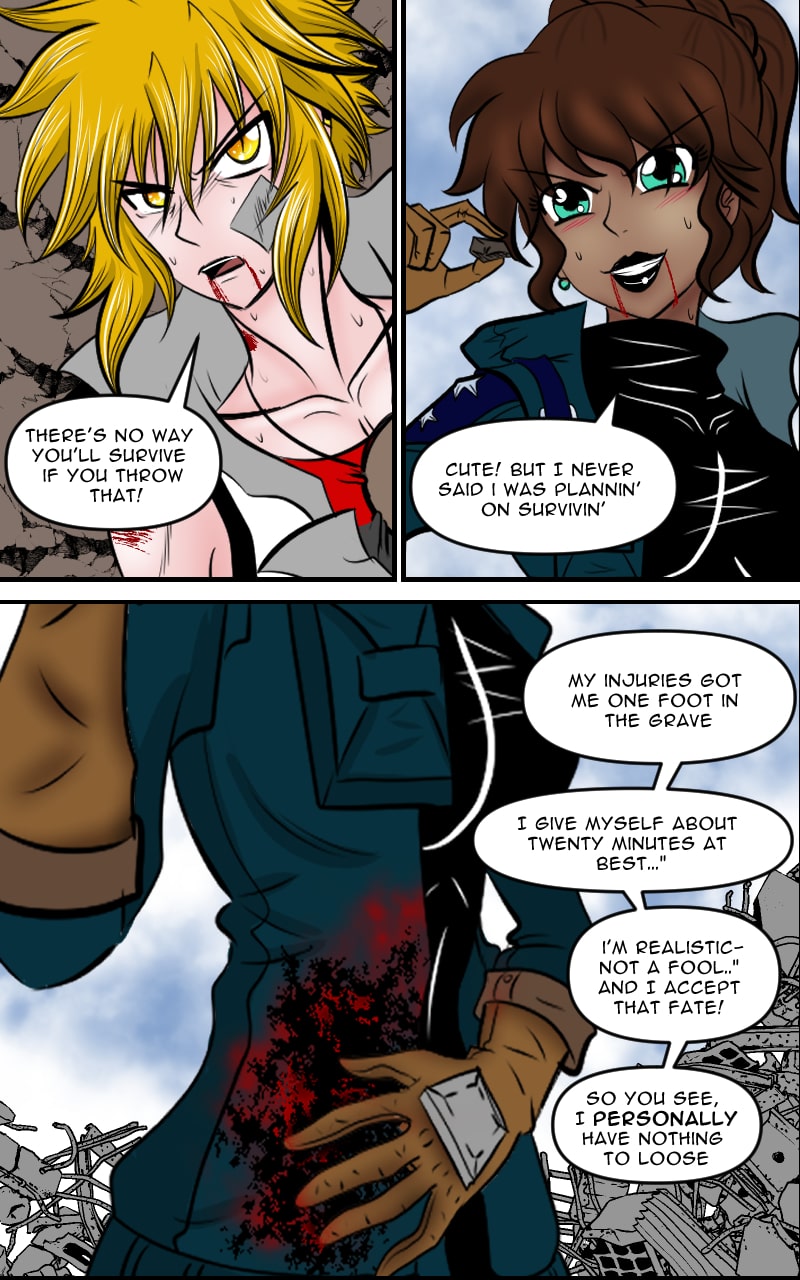 THERE'S NO WAY
YOU'LL SURVIVE
IF YOU THROW
THAT!
CUTE! BUT I NEVER
SAID I WAS PLANNIN'
ON SURVIVIN'
MY INJURIES GOT
ME ONE FOOT IN
THE GRAVE
I GIVE MYSELF ABOUT
TWENTY MINUTES AT
BEST..."
I'M REALISTIC-
NOT A FOOL.."
AND I ACCEPT
THAT FATE!
SO YOU SEE,
I PERSONALLY
HAVE NOTHING
TO LOOSE